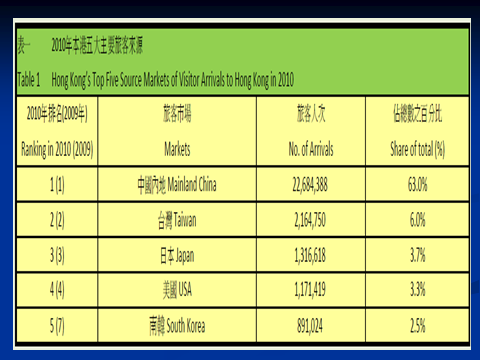 表一 2010年本港五大主要旅客來源
Table 1 Hong Kong's Top Five Source Markets of Visitor Arrivals to Hong Kong in 2010
2010年排名(2009年) 旅客市場 旅客人次 佔總數之百分比
Ranking in 2010 (2009) Markets No. of Arrivals Share of total (%)
1 (1) 中國內地 Mainland China 22,684,388 63.0%
2 (2) 台灣 Taiwan 2,164,750 6.0%
3 (3) 日本 Japan 1,316,618 3.7%
4 (4) 美國 USA 1,171,419 3.3%
5 (7) 南韓 South Korea 891,024 2.5%